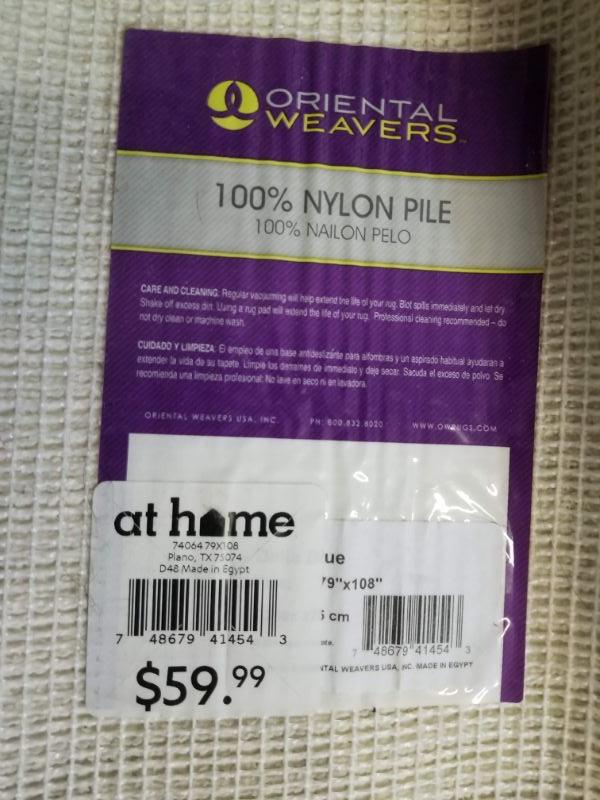 ORIENTAL
WEAVERS
100% NYLON PILE
100% NAILON PELO
CARE AND CLEANING: Regular vacuuming will help extend the life of your rug. Blot spills immediately and let dry.
Shake off excess dirt. Using a rug pad will extend the life of your rug. Professional cleaning recommended – do
not dry clean or machine wash.
CUIDADO Y LIMPIEZA: El empleo de una base antideslizante para alfombras y un aspirado habitual ayudaran a
extender la vida de su tapete. Limpie los derrames de immediato y deje secar. Sacuda el exceso de polvo. Se
recomienda una limpieza profesional. No lave en seco ni en lavadora.
ORIENTAL WEAVERS USA, INC. PH: 800.832.8020 WWW.OWRUGS.COM
at home
7406479X108
Plano, TX 75074
D48 Made in Egypt
7 48679 41454 3
$59.99
ue
79"x108"
5 cm
7 48679 41454 3
NTAL WEAVERS USA, INC. MADE IN EGYPT